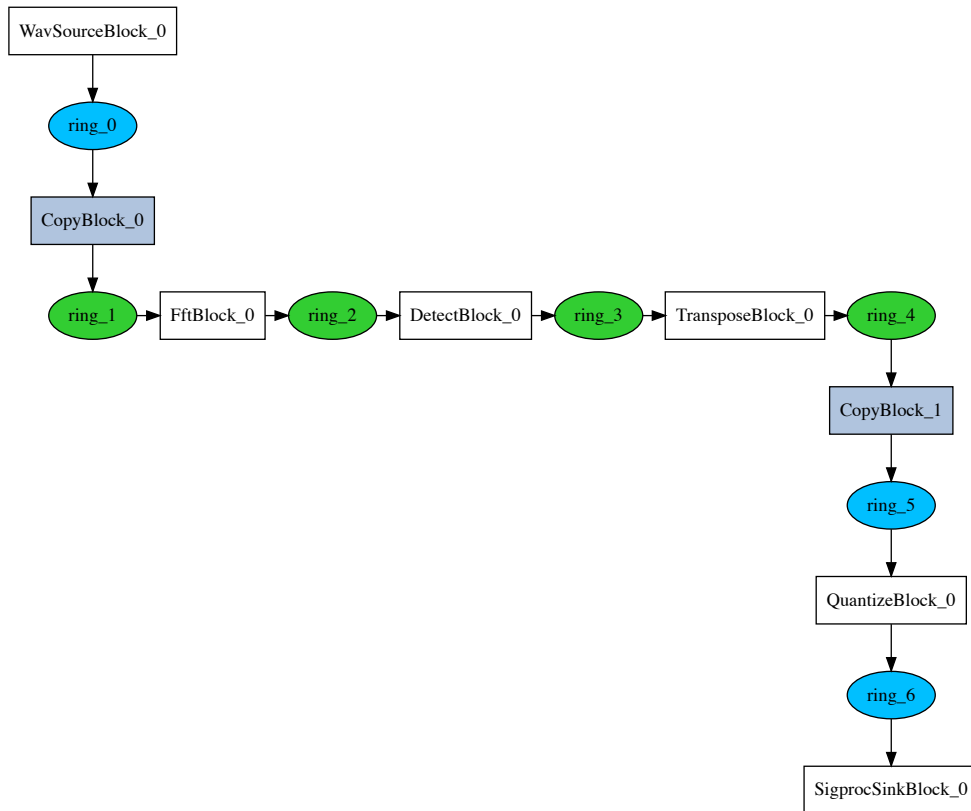 WavSourceBlock_0
ring_0
CopyBlock_0
ring_1
FftBlock_0
ring_2
DetectBlock_0
ring_3
TransposeBlock_0
ring_4
CopyBlock_1
ring_5
QuantizeBlock_0
ring_6
SigprocSinkBlock_0